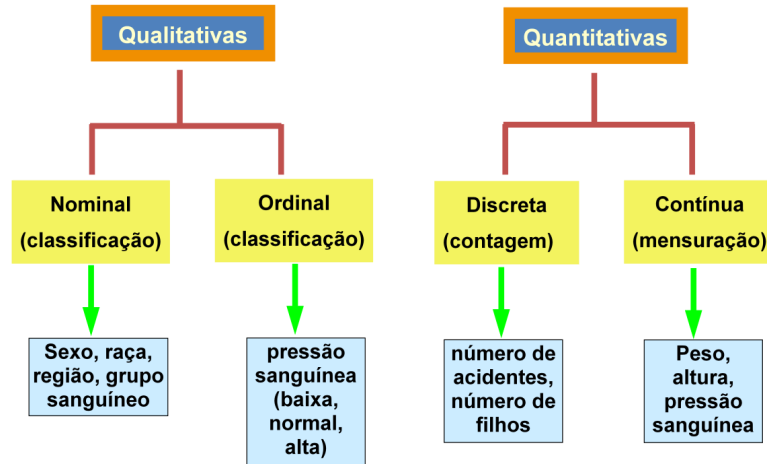 Qualitativas
Quantitativas
Nominal
(classificação)
Ordinal
(classificação)
Discreta
(contagem)
Contínua
(mensuração)
Sexo, raça,
região, grupo
sanguíneo
pressão
sanguínea
(baixa,
normal,
alta)
número de
acidentes,
número de
filhos
Peso,
altura,
pressão
sanguínea